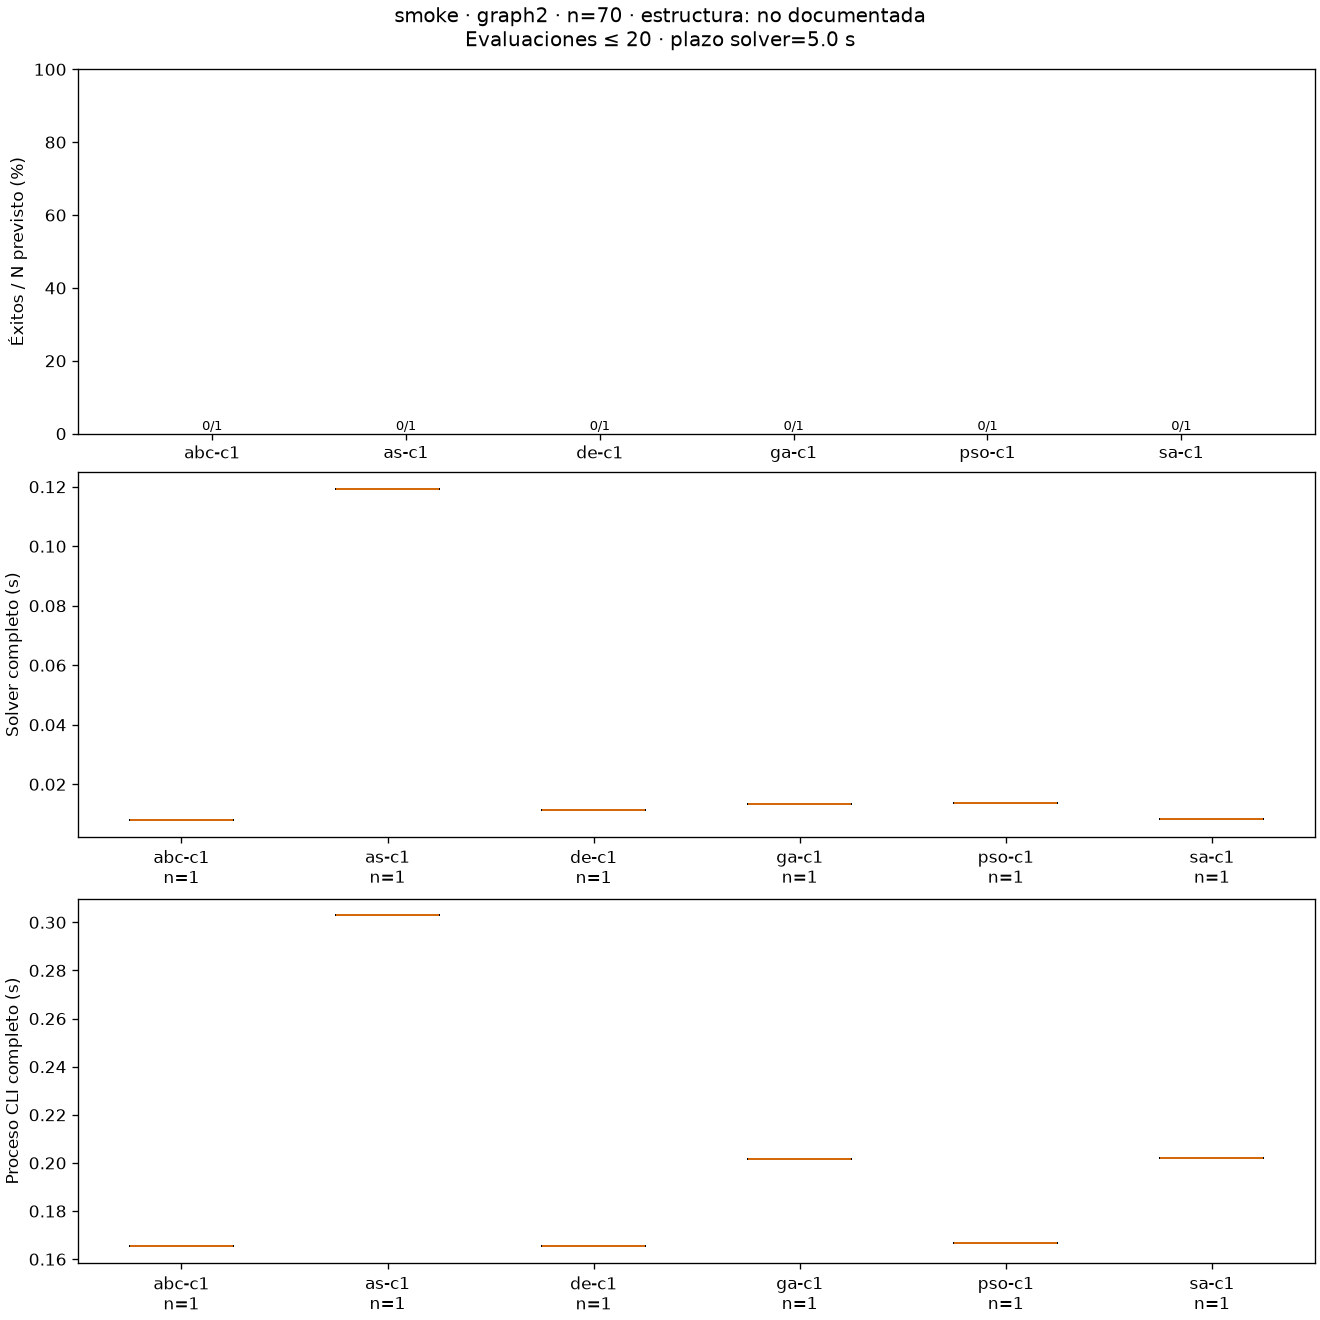 smoke · graph2 · n=70 · estructura: no documentada
Evaluaciones ≤ 20 · plazo solver=5.0 s
Éxitos / N previsto (%)
100
80
60
40
20
0
0/1 0/1 0/1 0/1 0/1 0/1
abc-c1 as-c1 de-c1 ga-c1 pso-c1 sa-c1
Solver completo (s)
0.12
0.10
0.08
0.06
0.04
0.02
abc-c1 as-c1 de-c1 ga-c1 pso-c1 sa-c1
n=1 n=1 n=1 n=1 n=1 n=1
Proceso CLI completo (s)
0.30
0.28
0.26
0.24
0.22
0.20
0.18
0.16
abc-c1 as-c1 de-c1 ga-c1 pso-c1 sa-c1
n=1 n=1 n=1 n=1 n=1 n=1